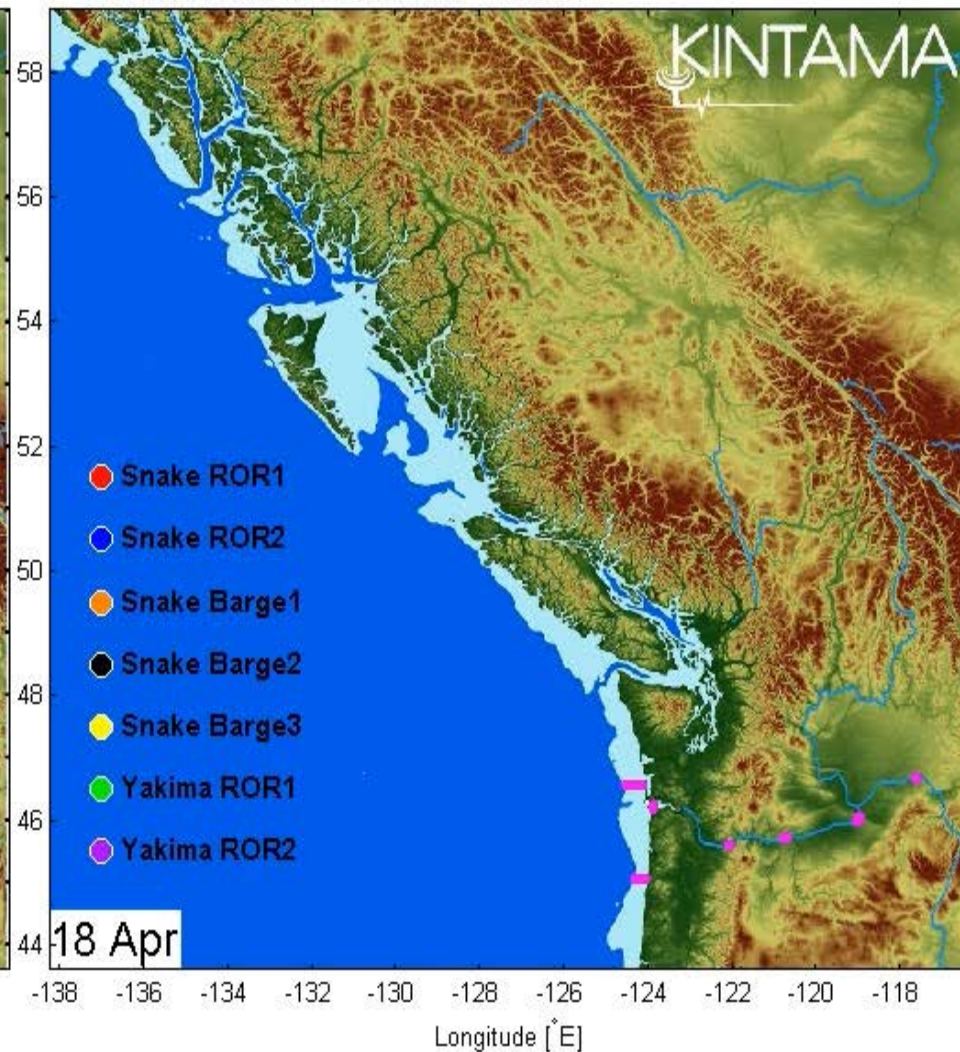 KINTAMA
58
56
54
52
50
48
46
44
Snake ROR1
Snake ROR2
Snake Barge1
Snake Barge2
Snake Barge3
Yakima ROR1
Yakima ROR2
18 Apr
-138 -136 -134 -132 -130 -128 -126 -124 -122 -120 -118
Longitude [°E]